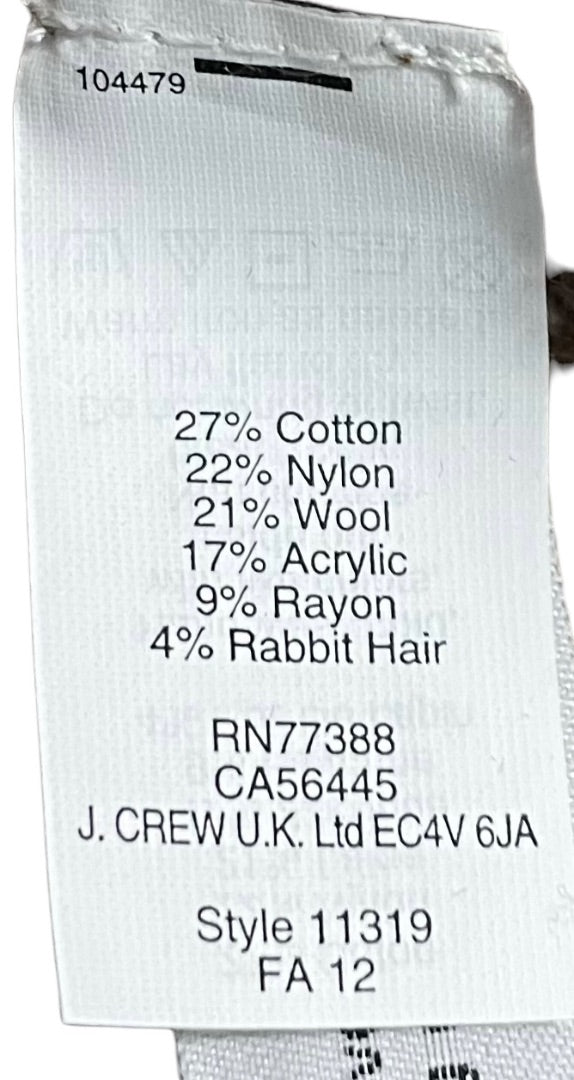 104479
27% Cotton
22% Nylon
21% Wool
17% Acrylic
9% Rayon
4% Rabbit Hair
RN77388
CA56445
J. CREW U.K. Ltd EC4V 6JA
Style 11319
FA 12